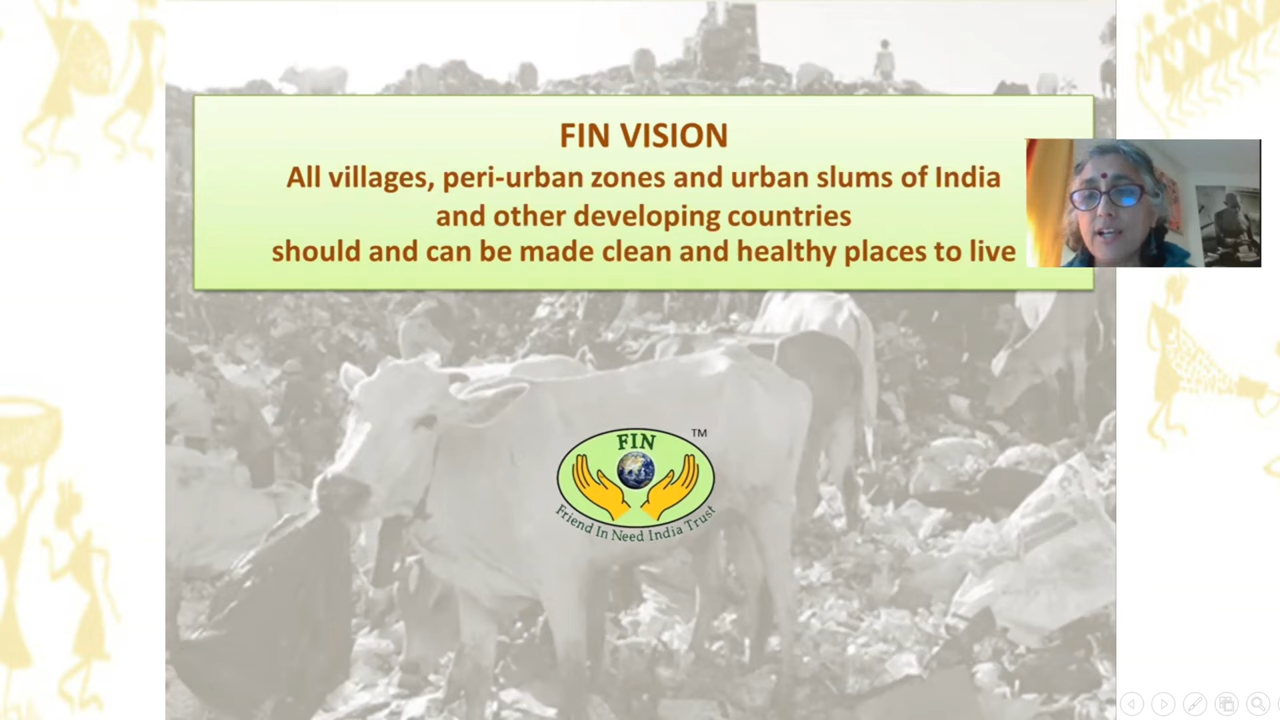 FIN VISION
All villages, peri-urban zones and urban slums of India
and other developing countries
should and can be made clean and healthy places to live
FIN
TM
Friend In Need India Trust